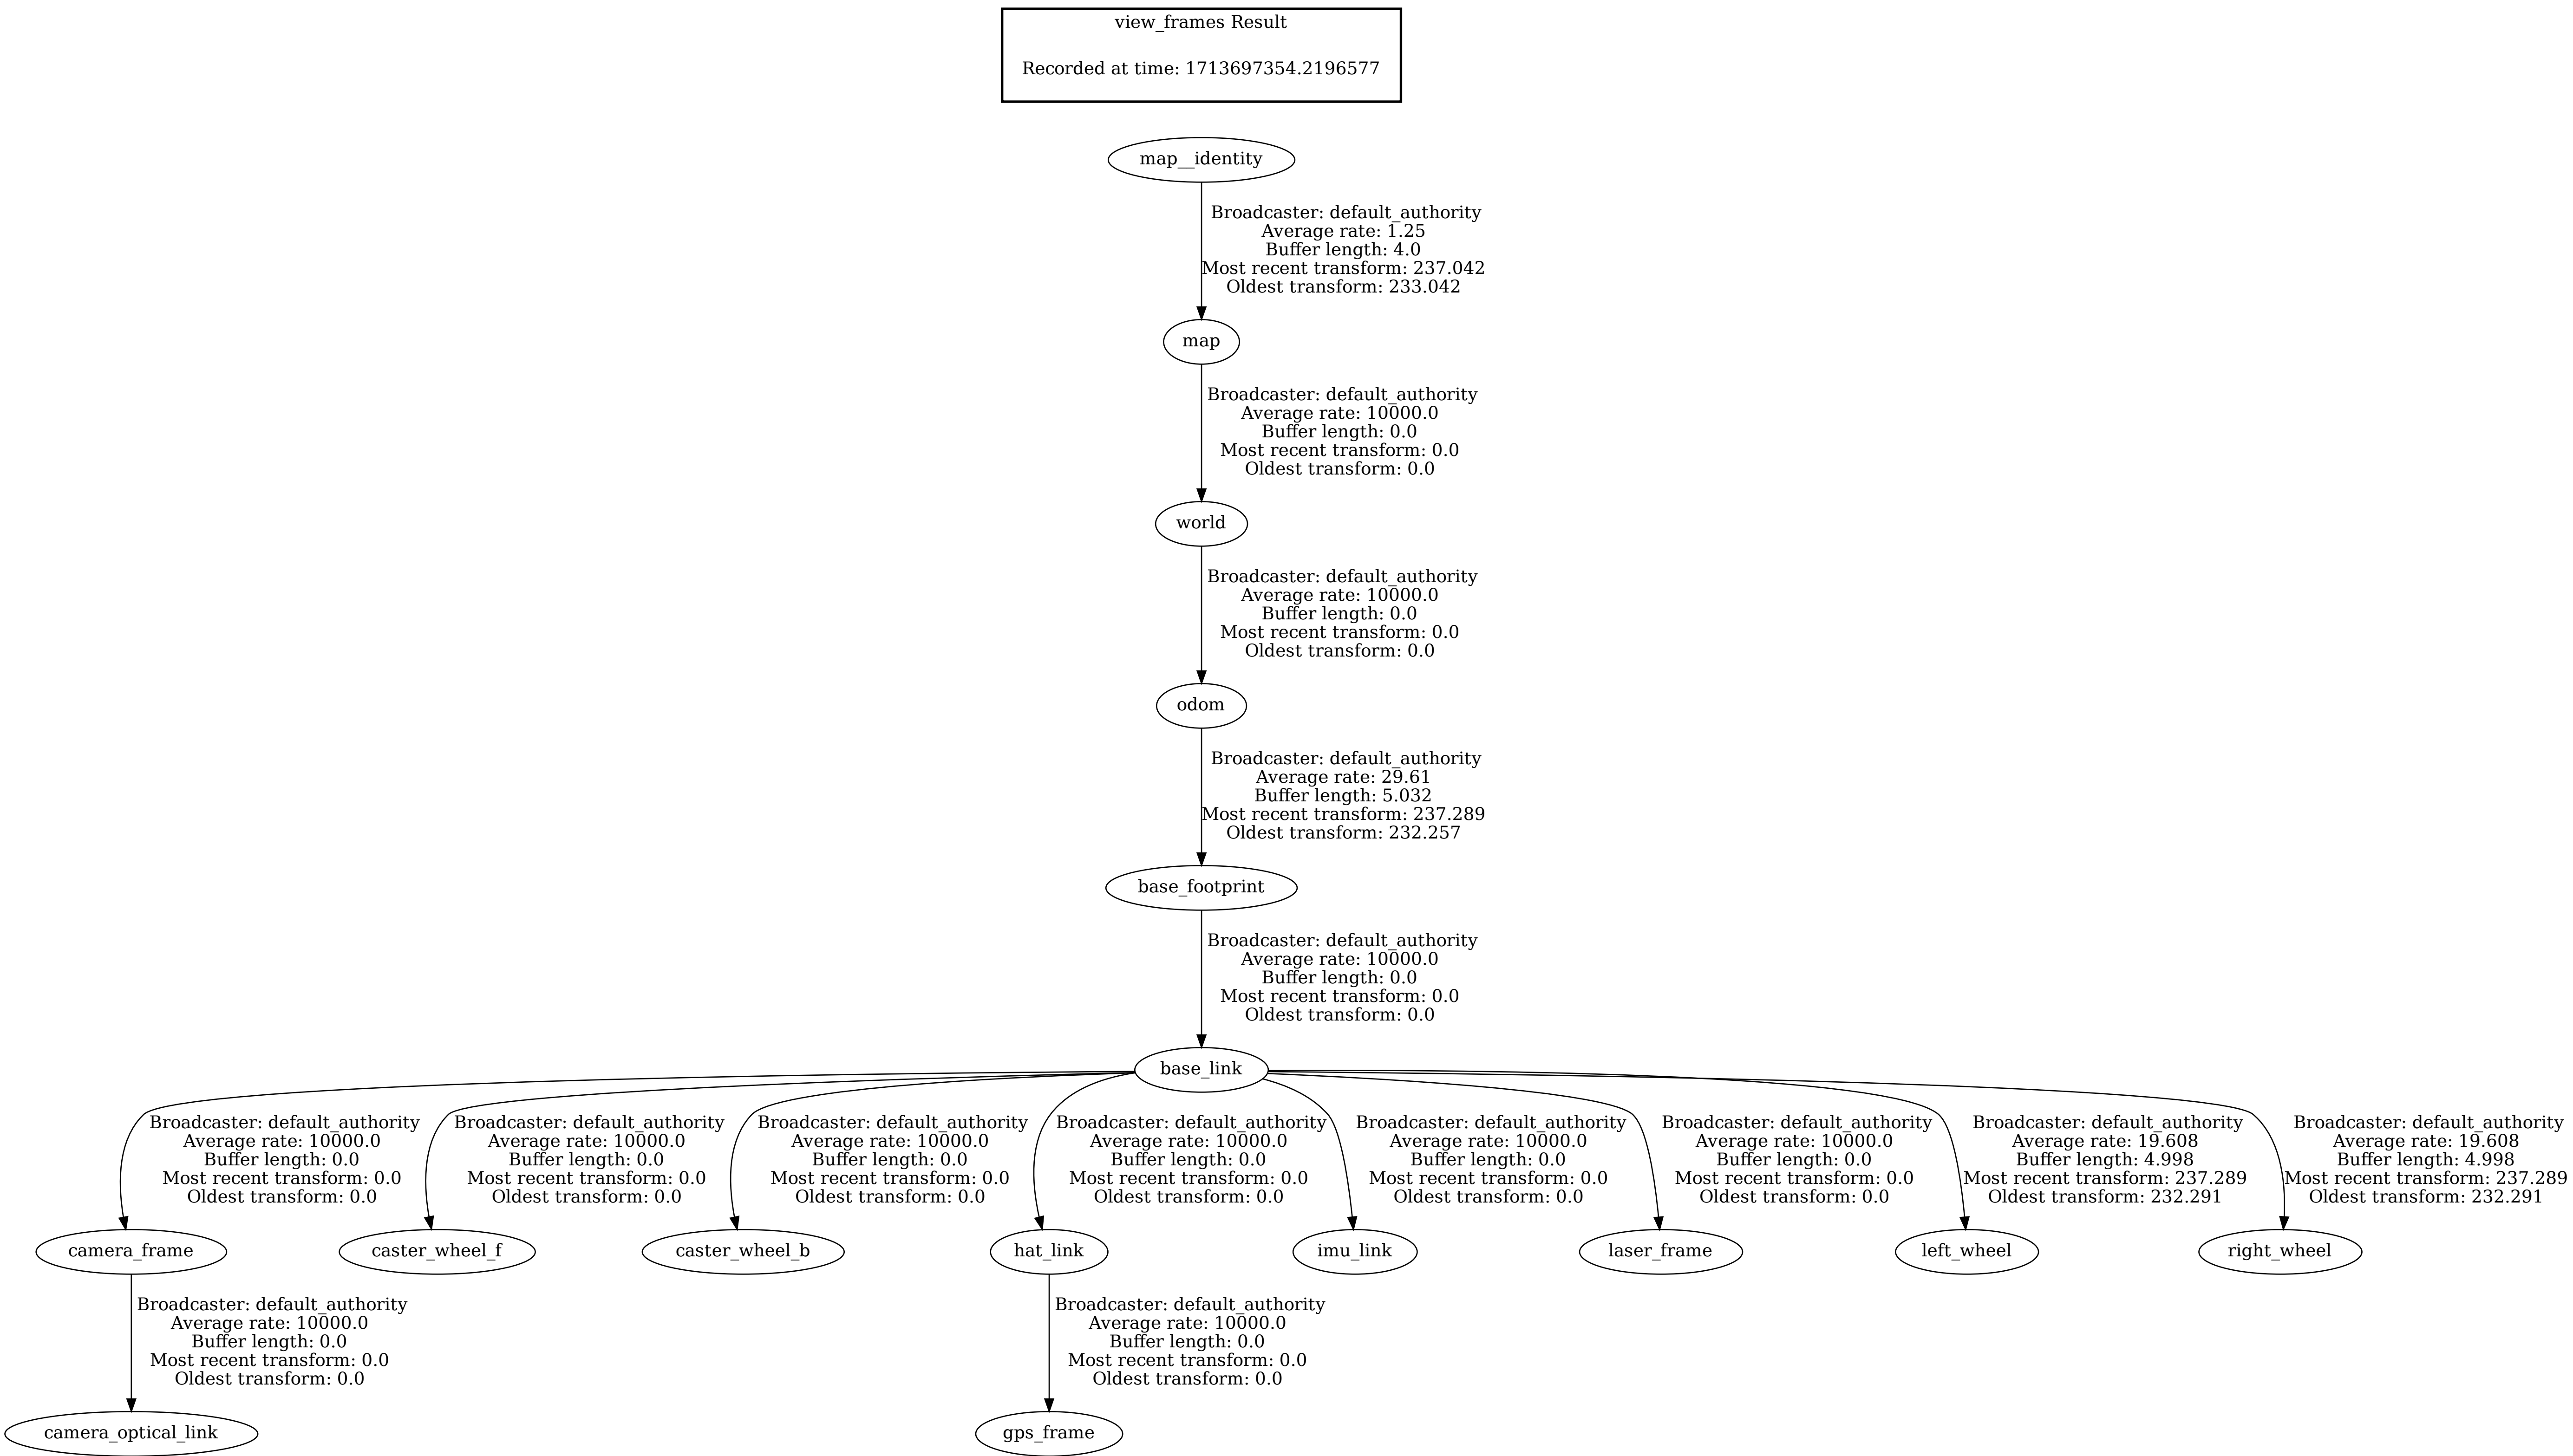 view_frames Result
Recorded at time: 1713697354.2196577
map__identity
Broadcaster: default_authority
Average rate: 1.25
Buffer length: 4.0
Most recent transform: 237.042
Oldest transform: 233.042
map
Broadcaster: default_authority
Average rate: 10000.0
Buffer length: 0.0
Most recent transform: 0.0
Oldest transform: 0.0
world
Broadcaster: default_authority
Average rate: 10000.0
Buffer length: 0.0
Most recent transform: 0.0
Oldest transform: 0.0
odom
Broadcaster: default_authority
Average rate: 29.61
Buffer length: 5.032
Most recent transform: 237.289
Oldest transform: 232.257
base_footprint
Broadcaster: default_authority
Average rate: 10000.0
Buffer length: 0.0
Most recent transform: 0.0
Oldest transform: 0.0
base_link
Broadcaster: default_authority
Average rate: 10000.0
Buffer length: 0.0
Most recent transform: 0.0
Oldest transform: 0.0
Broadcaster: default_authority
Average rate: 10000.0
Buffer length: 0.0
Most recent transform: 0.0
Oldest transform: 0.0
Broadcaster: default_authority
Average rate: 10000.0
Buffer length: 0.0
Most recent transform: 0.0
Oldest transform: 0.0
Broadcaster: default_authority
Average rate: 10000.0
Buffer length: 0.0
Most recent transform: 0.0
Oldest transform: 0.0
Broadcaster: default_authority
Average rate: 10000.0
Buffer length: 0.0
Most recent transform: 0.0
Oldest transform: 0.0
Broadcaster: default_authority
Average rate: 10000.0
Buffer length: 0.0
Most recent transform: 0.0
Oldest transform: 0.0
Broadcaster: default_authority
Average rate: 19.608
Buffer length: 4.998
Most recent transform: 237.289
Oldest transform: 232.291
Broadcaster: default_authority
Average rate: 19.608
Buffer length: 4.998
Most recent transform: 237.289
Oldest transform: 232.291
camera_frame
caster_wheel_f
caster_wheel_b
hat_link
imu_link
laser_frame
left_wheel
right_wheel
Broadcaster: default_authority
Average rate: 10000.0
Buffer length: 0.0
Most recent transform: 0.0
Oldest transform: 0.0
Broadcaster: default_authority
Average rate: 10000.0
Buffer length: 0.0
Most recent transform: 0.0
Oldest transform: 0.0
camera_optical_link
gps_frame